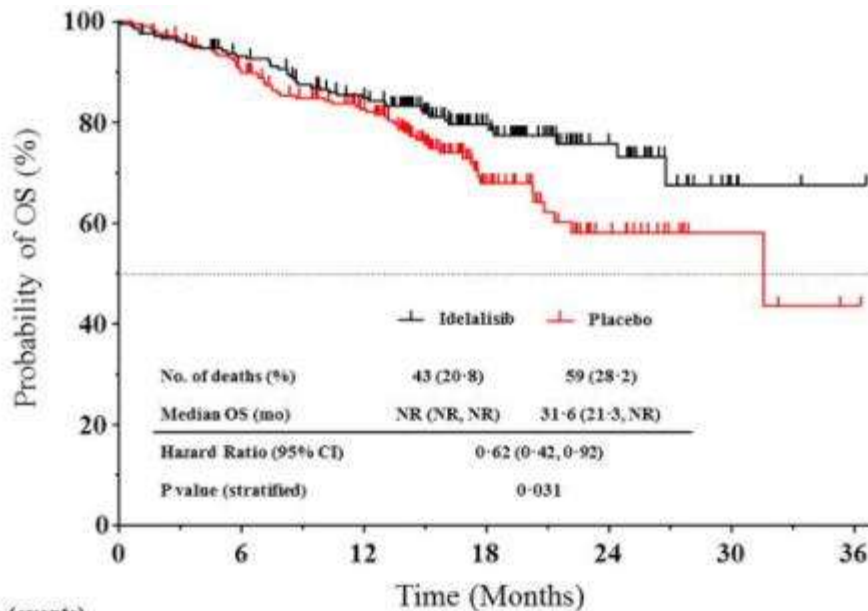 100
80
60
40
20
0
Probability of OS (%)
Idelalisib Placebo
No. of deaths (%) 43 (20·8) 59 (28·2)
Median OS (mo) NR (NR, NR) 31·6 (21·3, NR)
Hazard Ratio (95% CI) 0·62 (0·42, 0·92)
P value (stratified) 0·031
0 6 12 18 24 30 36
Time (Months)